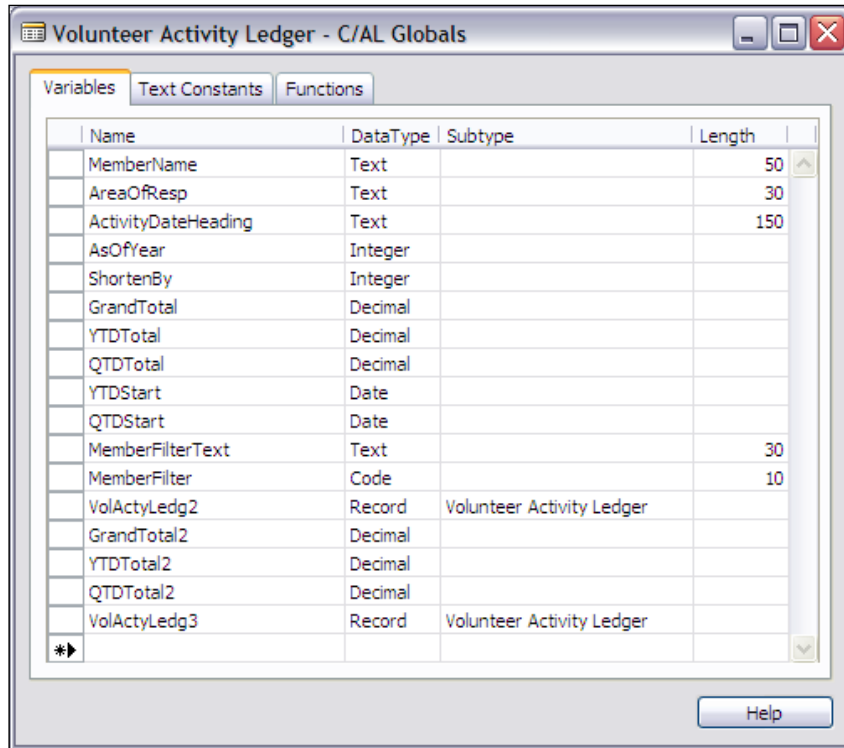 Volunteer Activity Ledger - C/AL Globals
Variables Text Constants Functions
Name DataType Subtype Length
MemberName Text 50
AreaOfResp Text 30
ActivityDateHeading Text 150
AsOfYear Integer
ShortenBy Integer
GrandTotal Decimal
YTDTotal Decimal
QTDTotal Decimal
YTDStart Date
QTDStart Date
MemberFilterText Text 30
MemberFilter Code 10
VolActyLedg2 Record Volunteer Activity Ledger
GrandTotal2 Decimal
YTDTotal2 Decimal
QTDTotal2 Decimal
VolActyLedg3 Record Volunteer Activity Ledger
Help